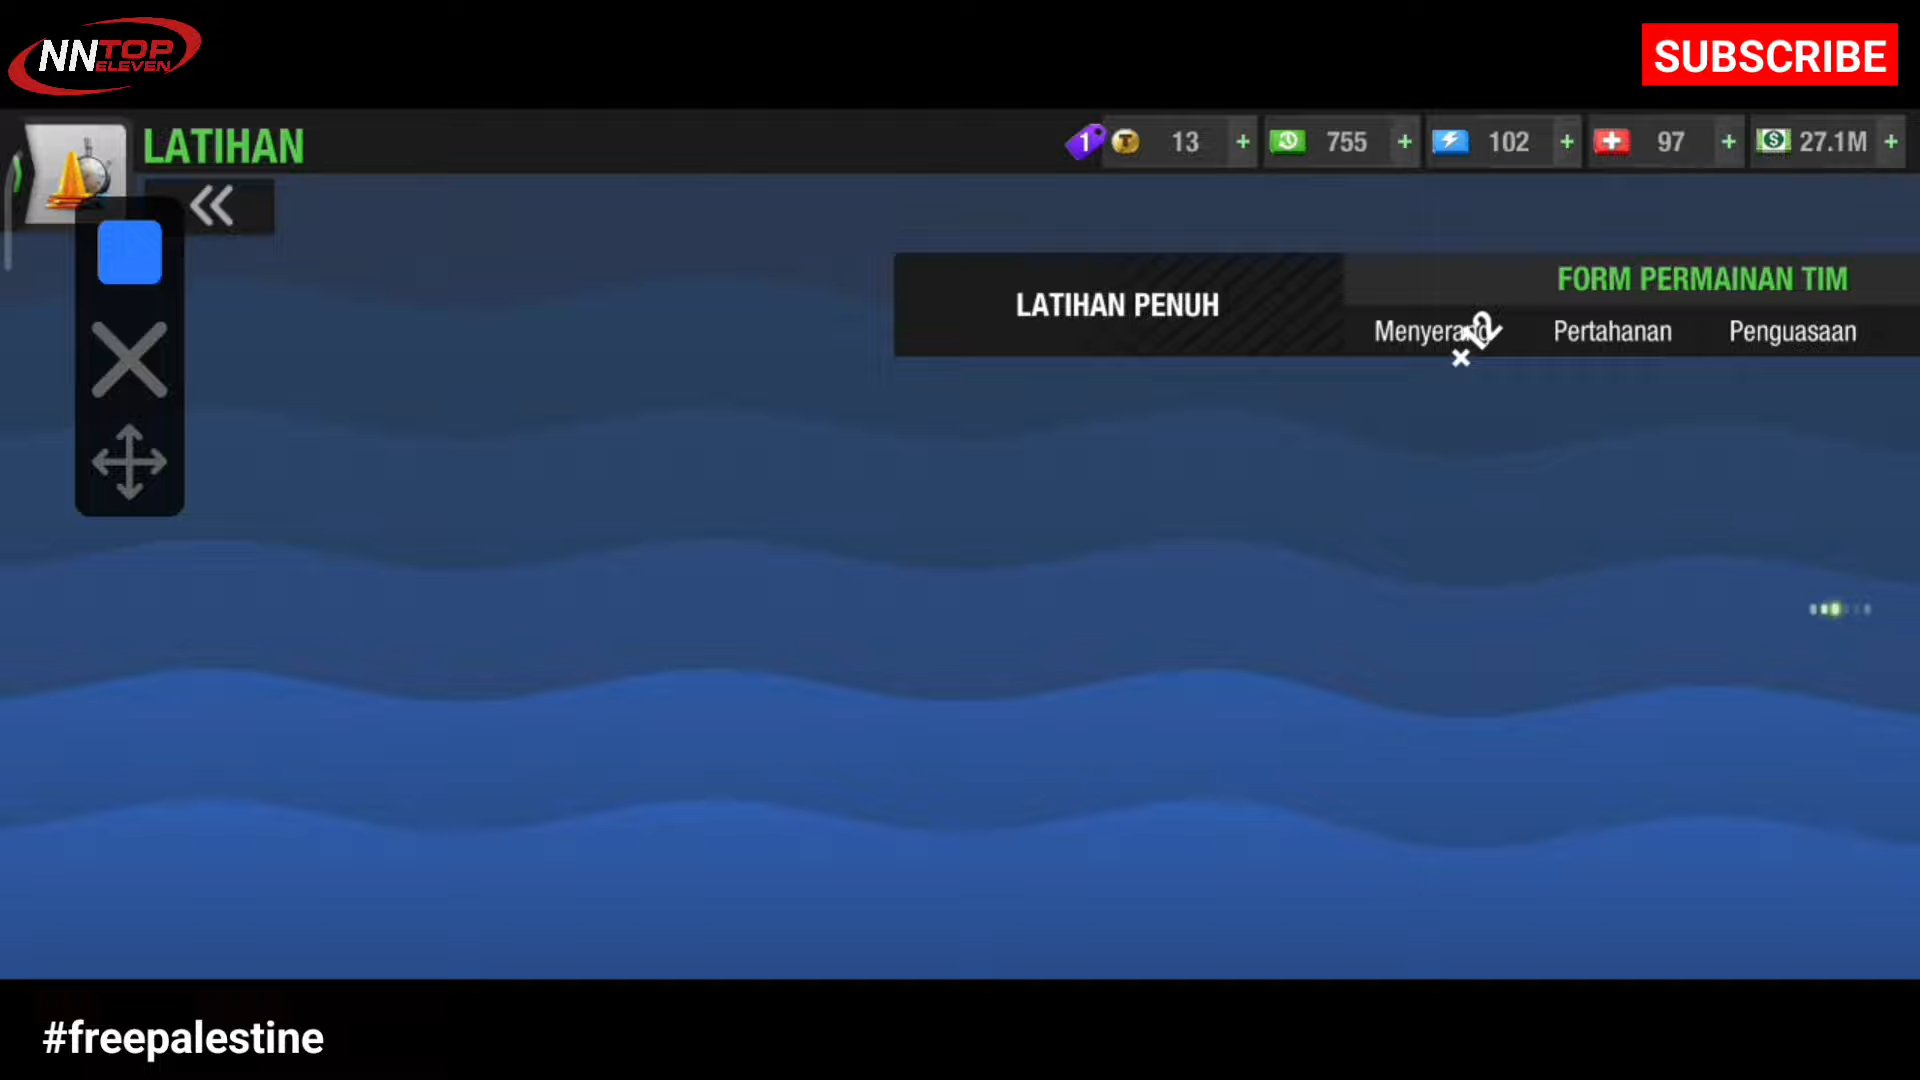 NNTOP
ELEVEN
SUBSCRIBE
LATIHAN
1
13
755
102
97
27.1M
LATIHAN PENUH
FORM PERMAINAN TIM
Menyerang
Pertahanan
Penguasaan
#freepalestine